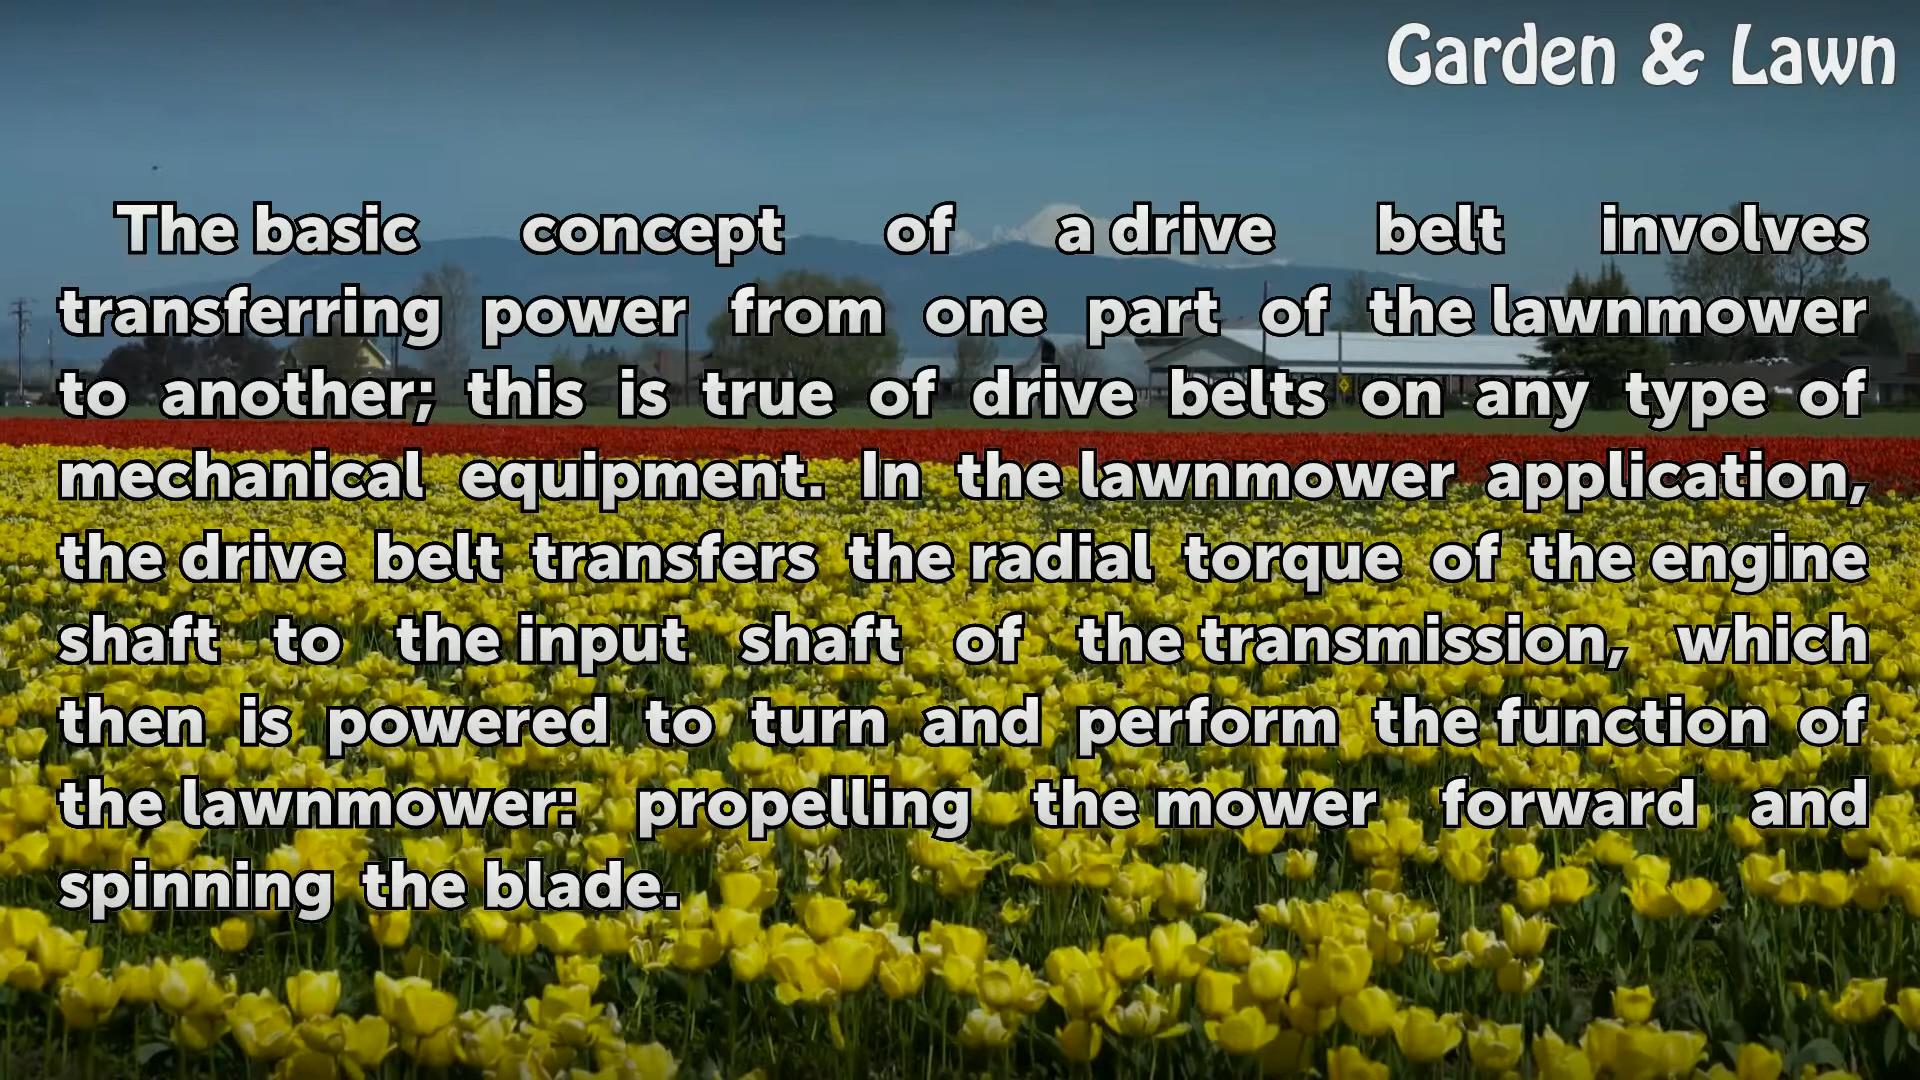 Garden & Lawn
The basic concept of a drive belt involves
transferring power from one part of the lawnmower
to another; this is true of drive belts on any type of
mechanical equipment. In the lawnmower application,
the drive belt transfers the radial torque of the engine
shaft to the input shaft of the transmission, which
then is powered to turn and perform the function of
the lawnmower: propelling the mower forward and
spinning the blade.